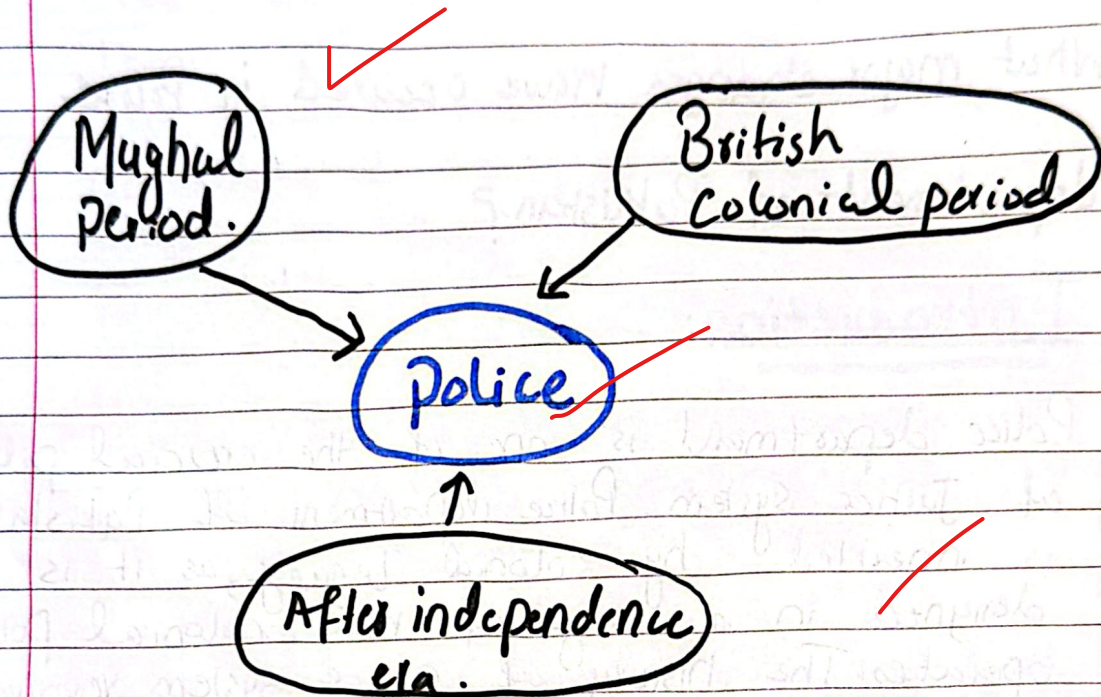 Mughal
period.
British
colonial period
police
After independence
era.